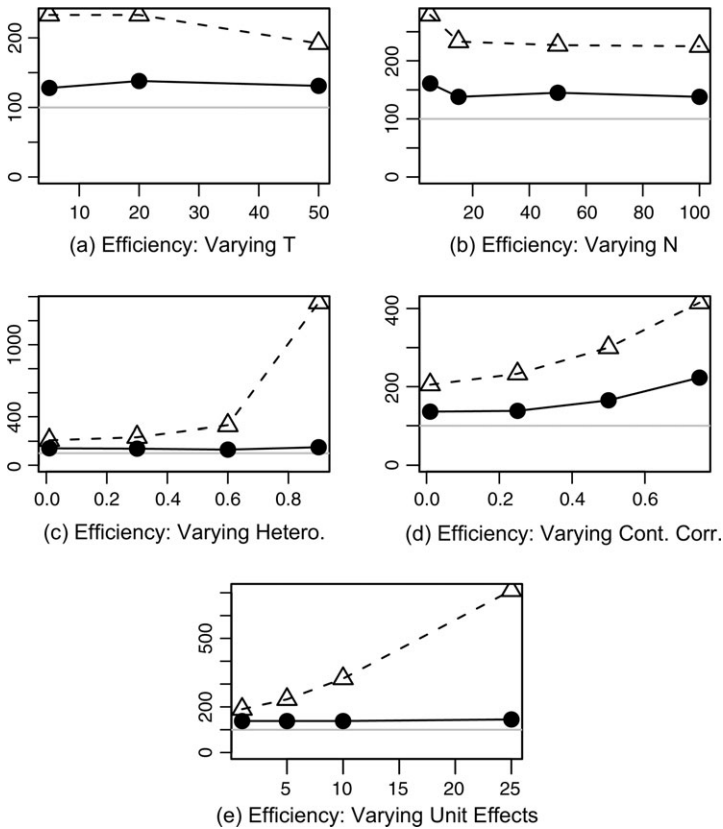 200
100
0
10 20 30 40 50
(a) Efficiency: Varying T
250
150
100
50
0
20 40 60 80 100
(b) Efficiency: Varying N
1000
400
0
0.0 0.2 0.4 0.6 0.8
(c) Efficiency: Varying Hetero.
400
200
0
0.0 0.2 0.4 0.6
(d) Efficiency: Varying Cont. Corr.
500
200
0
5 10 15 20 25
(e) Efficiency: Varying Unit Effects